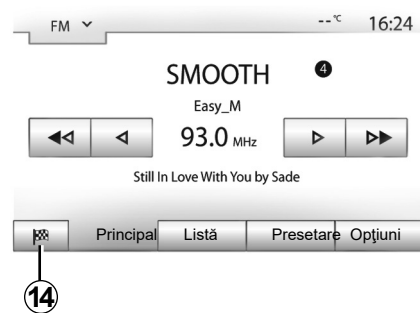 FM --°C 16:24
SMOOTH 4
Easy_M
93.0 MHz
Still In Love With You by Sade
Principal Listă Presetare Opţiuni
14